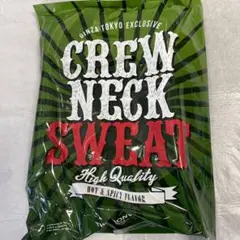 GINZA TOKYO EXCLUSIVE
CREW
NECK
SWEAT
High Quality
HOT & SPICY FLAVOR